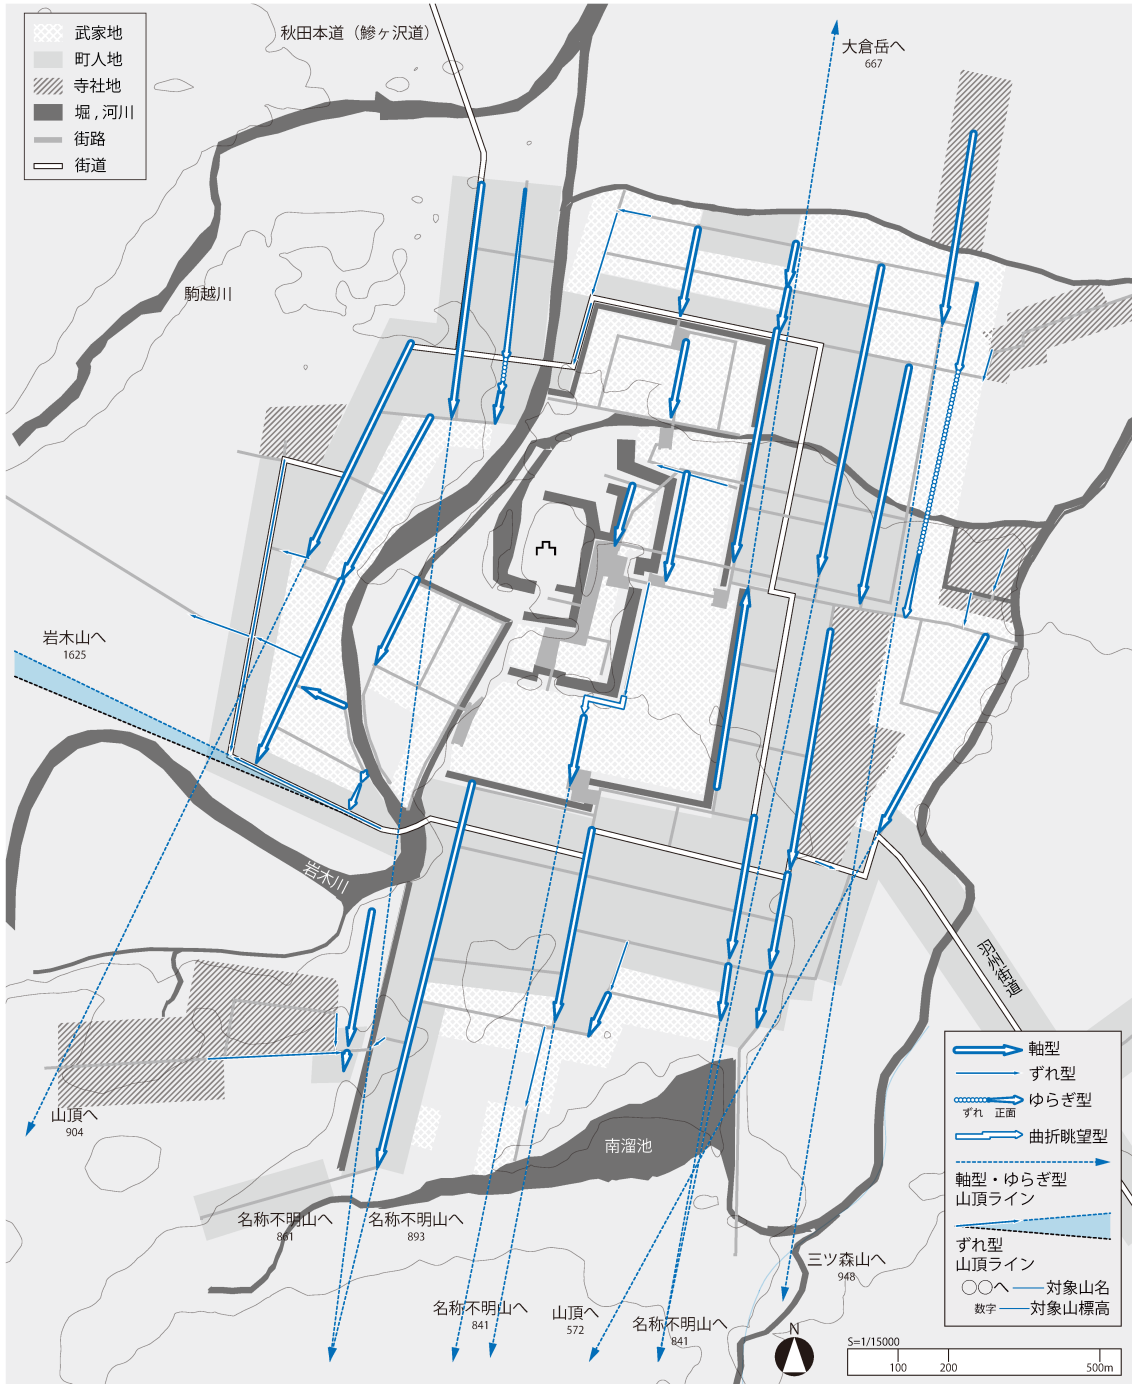 武家地
町人地
寺社地
堀,河川
街路
街道
秋田本道(鰺ヶ沢道)
大倉岳へ
667
駒越川
岩木山へ
1625
岩木川
羽州街道
山頂へ
904
南溜池
名称不明山へ
861
名称不明山へ
893
名称不明山へ
841
山頂へ
572
名称不明山へ
841
三ツ森山へ
948
軸型
ずれ型
ゆらぎ型
ずれ 正面
曲折眺望型
軸型・ゆらぎ型
山頂ライン
ずれ型
山頂ライン
○○へ 対象山名
数字 対象山標高
N
S=1/15000
100 200 500m